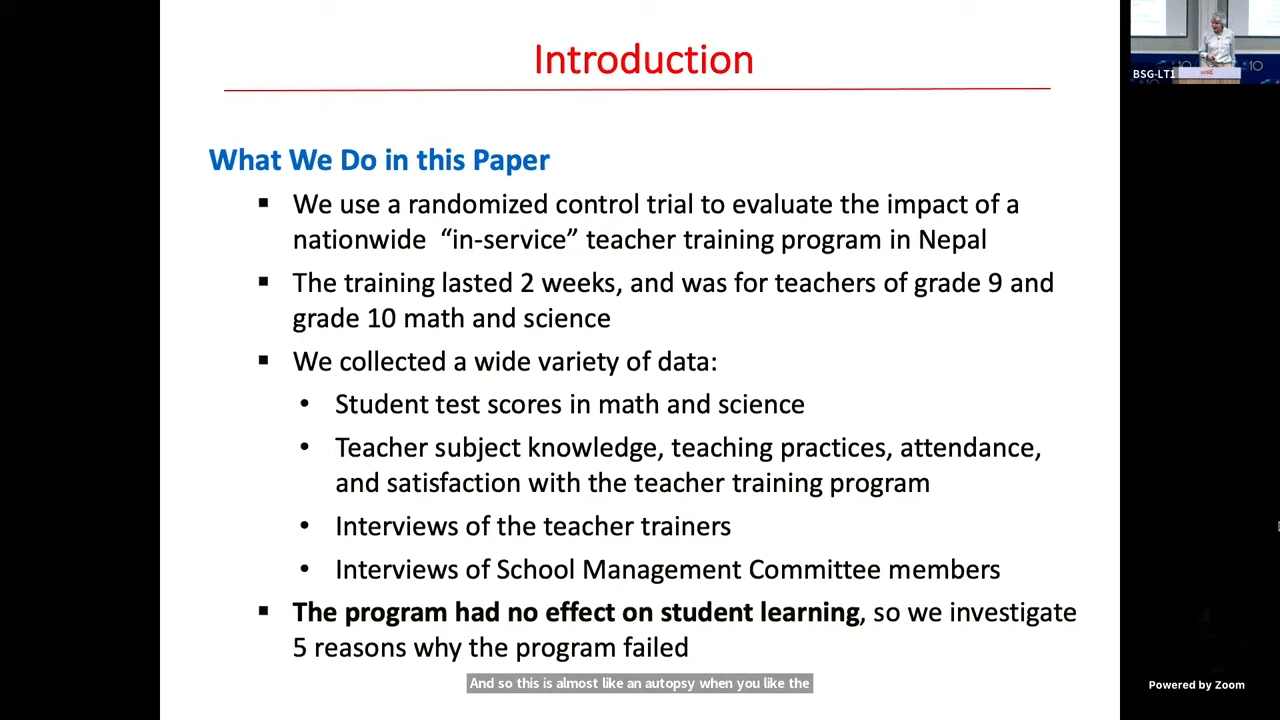 Introduction
What We Do in this Paper
▪ We use a randomized control trial to evaluate the impact of a
nationwide “in-service” teacher training program in Nepal
▪ The training lasted 2 weeks, and was for teachers of grade 9 and
grade 10 math and science
▪ We collected a wide variety of data:
• Student test scores in math and science
• Teacher subject knowledge, teaching practices, attendance,
and satisfaction with the teacher training program
• Interviews of the teacher trainers
• Interviews of School Management Committee members
▪ The program had no effect on student learning, so we investigate
5 reasons why the program failed
And so this is almost like an autopsy when you like the
BSG-LT1
Powered by Zoom